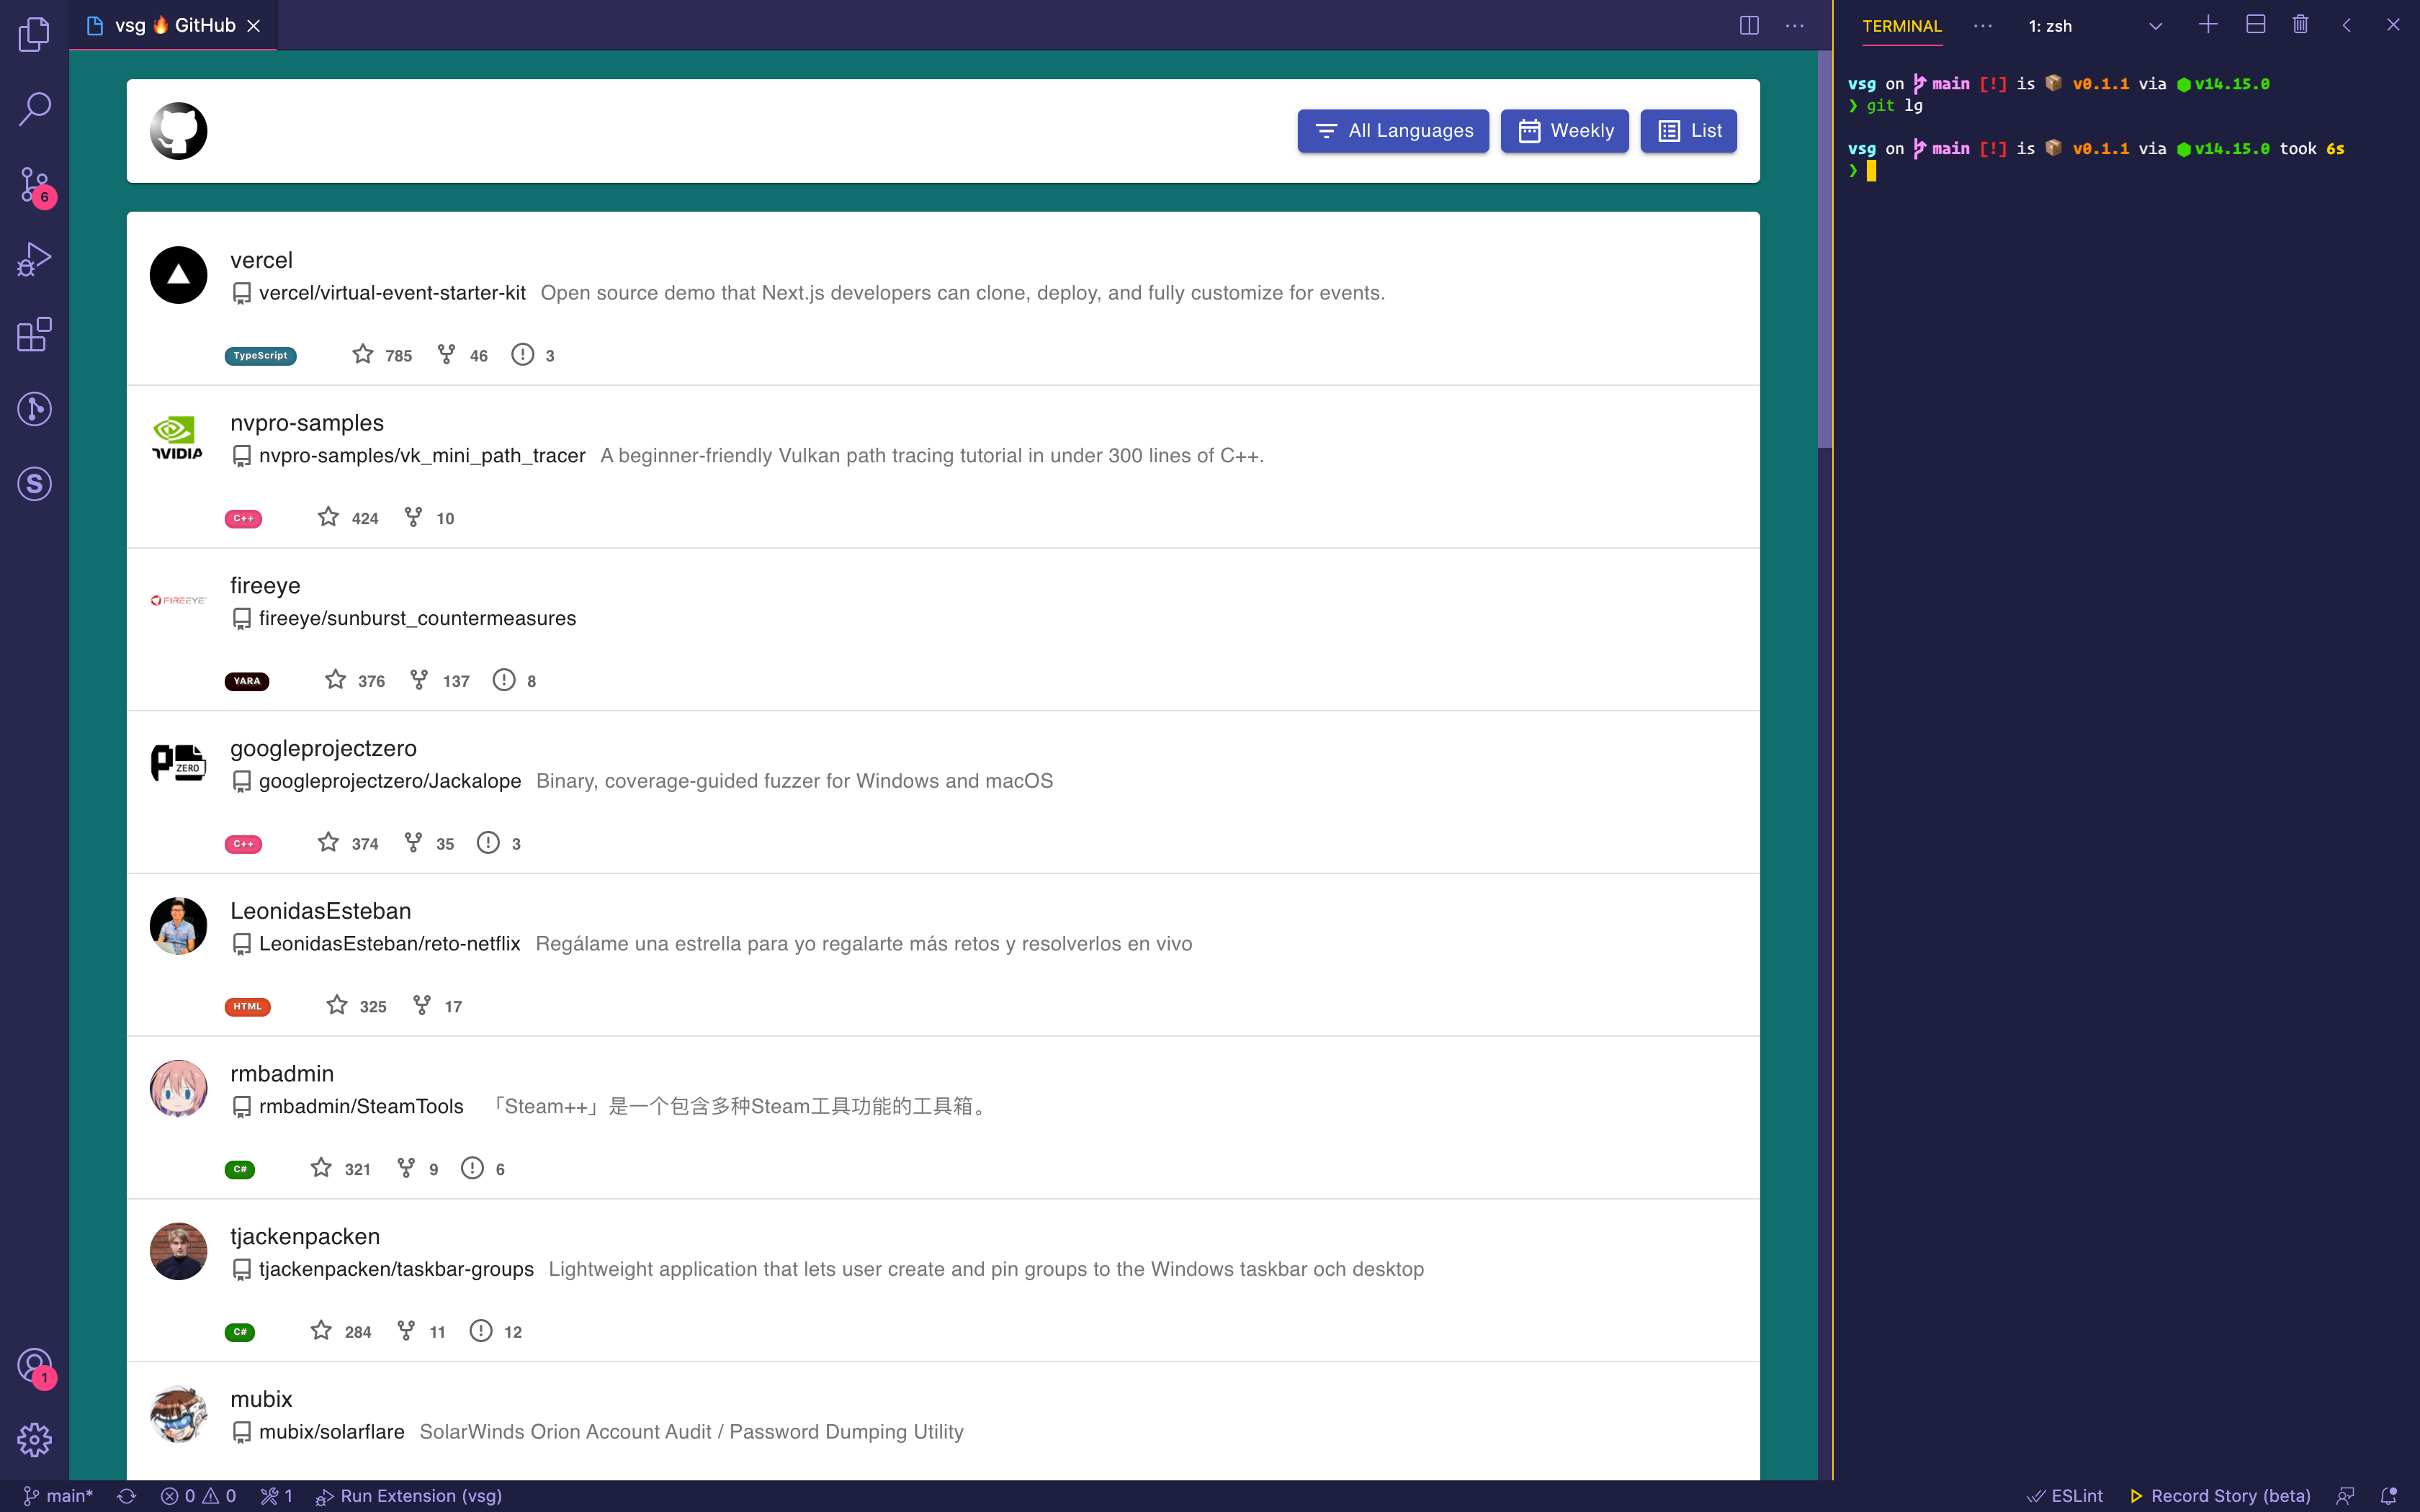 vsg 🔥 GitHub
TERMINAL
1: zsh
All Languages
Weekly
List
vercel
vercel/virtual-event-starter-kit Open source demo that Next.js developers can clone, deploy, and fully customize for events.
TypeScript 785 46 3
nvpro-samples
NVIDIA
nvpro-samples/vk_mini_path_tracer A beginner-friendly Vulkan path tracing tutorial in under 300 lines of C++.
C++ 424 10
fireeye
FIREEYE
fireeye/sunburst_countermeasures
YARA 376 137 8
googleprojectzero
ZERO
googleprojectzero/Jackalope Binary, coverage-guided fuzzer for Windows and macOS
C++ 374 35 3
LeonidasEsteban
LeonidasEsteban/reto-netflix Regálame una estrella para yo regalarte más retos y resolverlos en vivo
HTML 325 17
rmbadmin
rmbadmin/SteamTools 「Steam++」是一个包含多种Steam工具功能的工具箱。
C# 321 9 6
tjackenpacken
tjackenpacken/taskbar-groups Lightweight application that lets user create and pin groups to the Windows taskbar och desktop
C# 284 11 12
mubix
mubix/solarflare SolarWinds Orion Account Audit / Password Dumping Utility
vsg on main [!] is 📦 v0.1.1 via ⬢ v14.15.0
❯ git lg
vsg on main [!] is 📦 v0.1.1 via ⬢ v14.15.0 took 6s
❯
6
S
1
main* 0 0 1 Run Extension (vsg)
ESLint Record Story (beta)